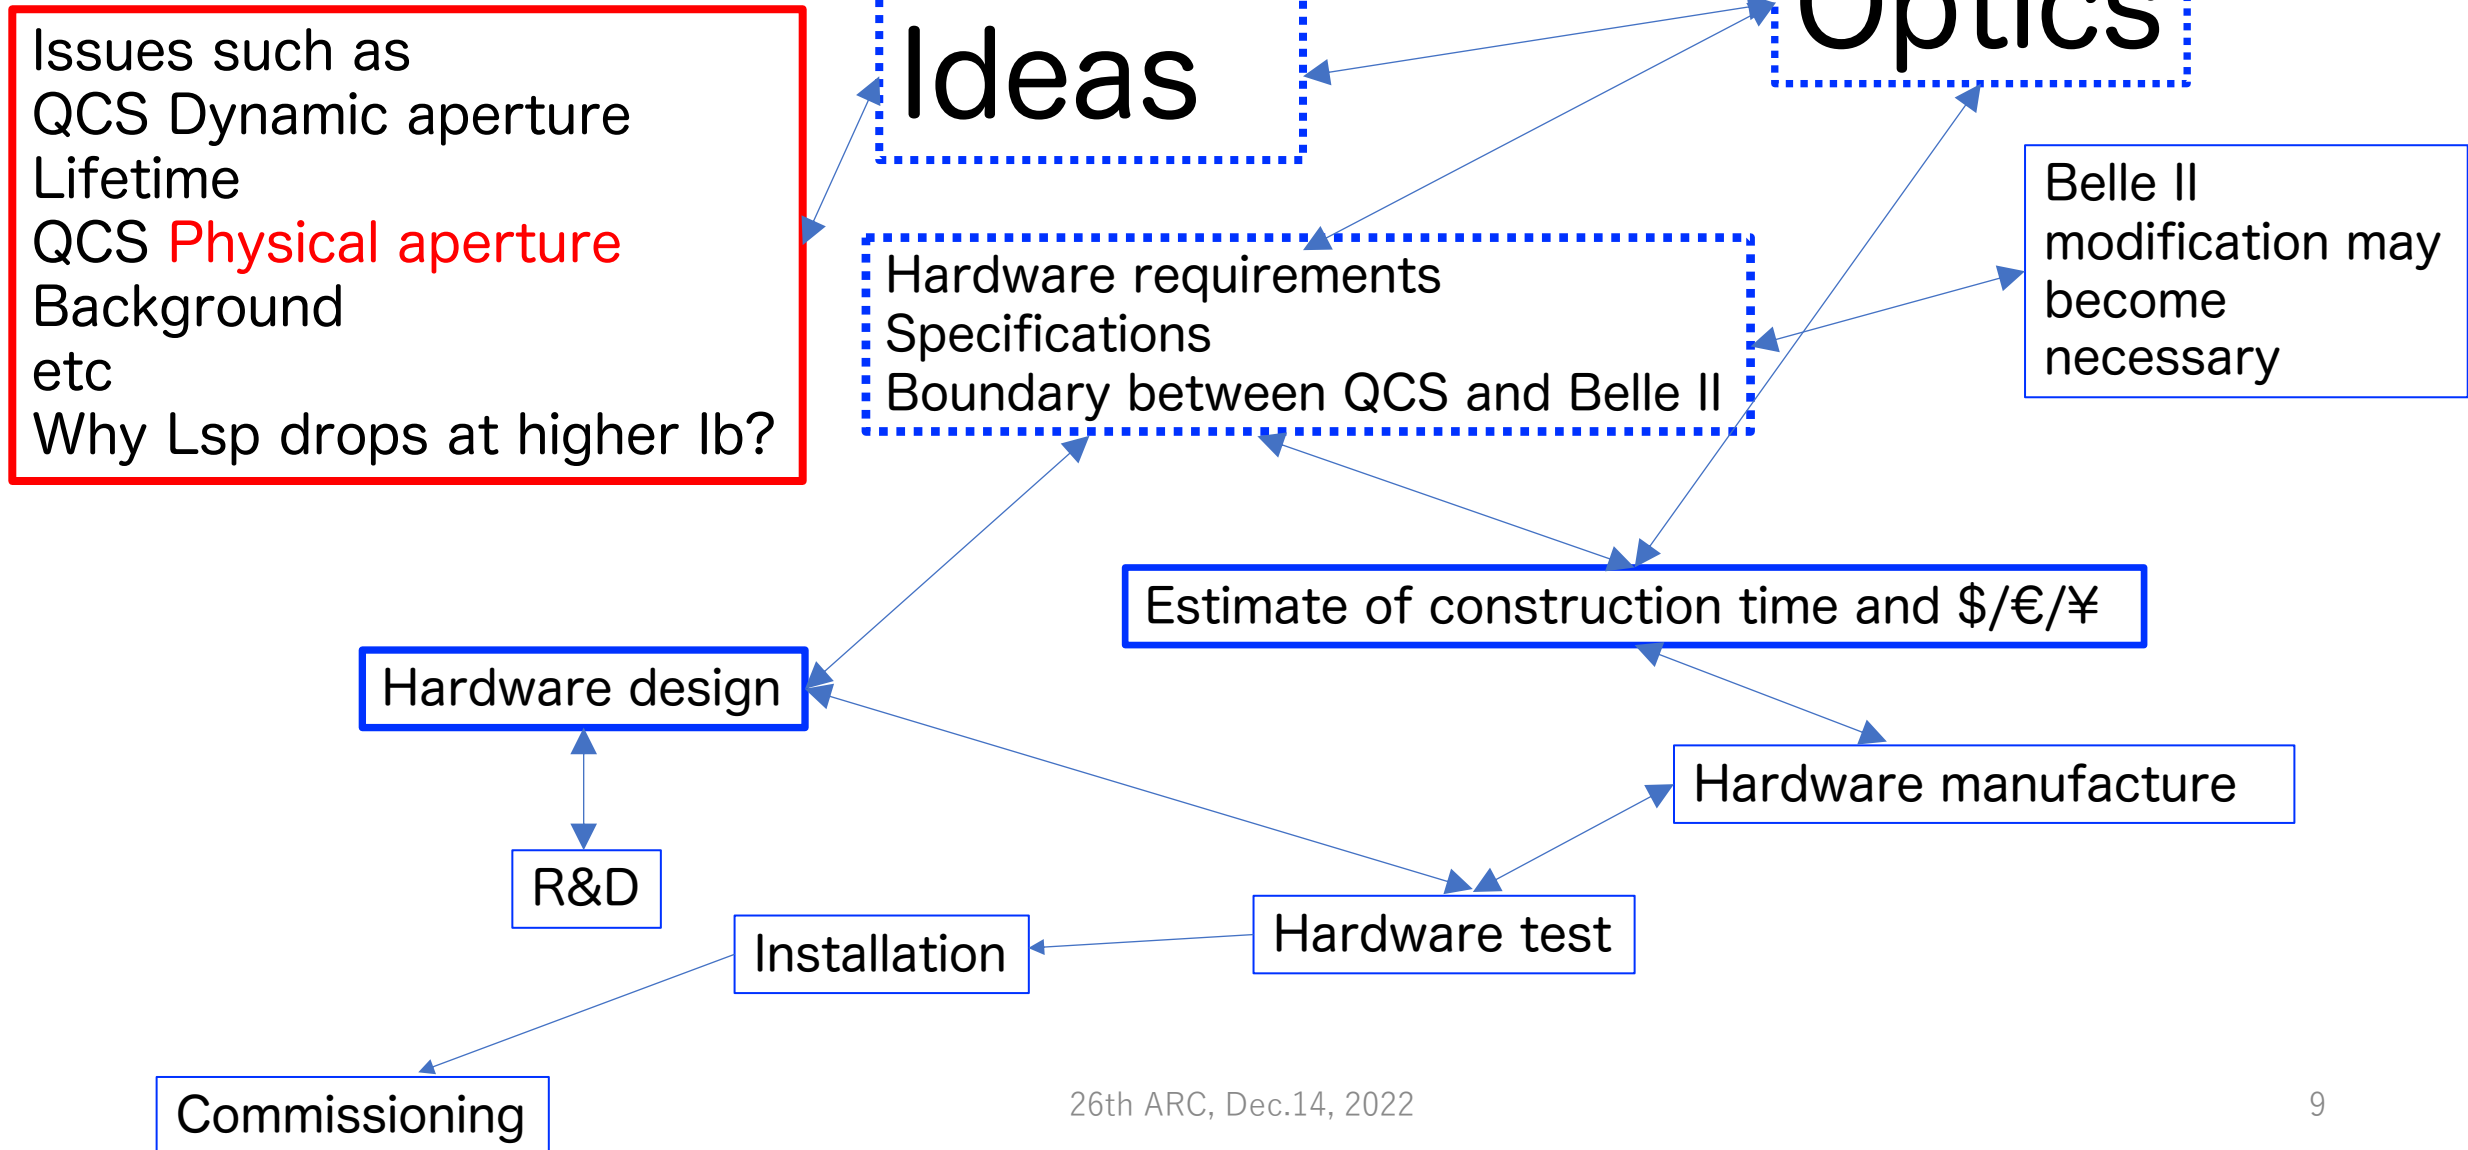 Issues such as
QCS Dynamic aperture
Lifetime
QCS Physical aperture
Background
etc
Why Lsp drops at higher Ib?
Ideas
Optics
Hardware requirements
Specifications
Boundary between QCS and Belle II
Belle II
modification may
become
necessary
Estimate of construction time and $/€/¥
Hardware design
Hardware manufacture
R&D
Hardware test
Installation
Commissioning
26th ARC, Dec.14, 2022
9